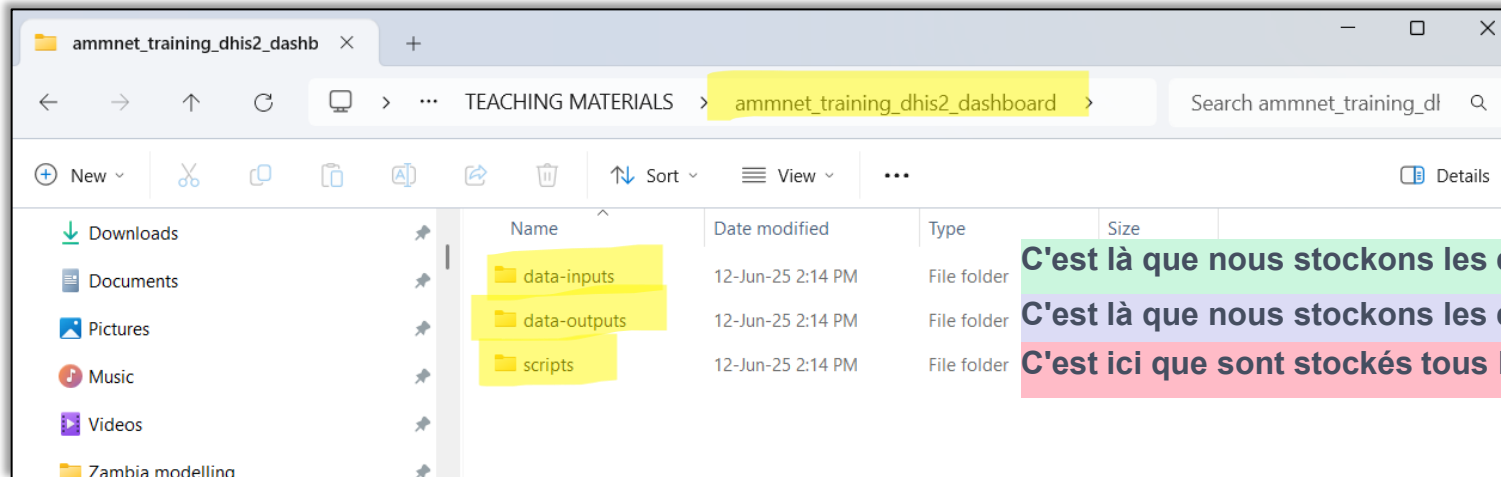 ammnet_training_dhis2_dashb
TEACHING MATERIALS > ammnet_training_dhis2_dashboard >
Search ammnet_training_dl
New
Sort
View
Details
Name Date modified Type Size
Downloads
data-inputs 12-Jun-25 2:14 PM File folder C'est là que nous stockons les
Documents
data-outputs 12-Jun-25 2:14 PM File folder C'est là que nous stockons les
Pictures
scripts 12-Jun-25 2:14 PM File folder C'est ici que sont stockés tous
Music
Videos
Zambia modelling